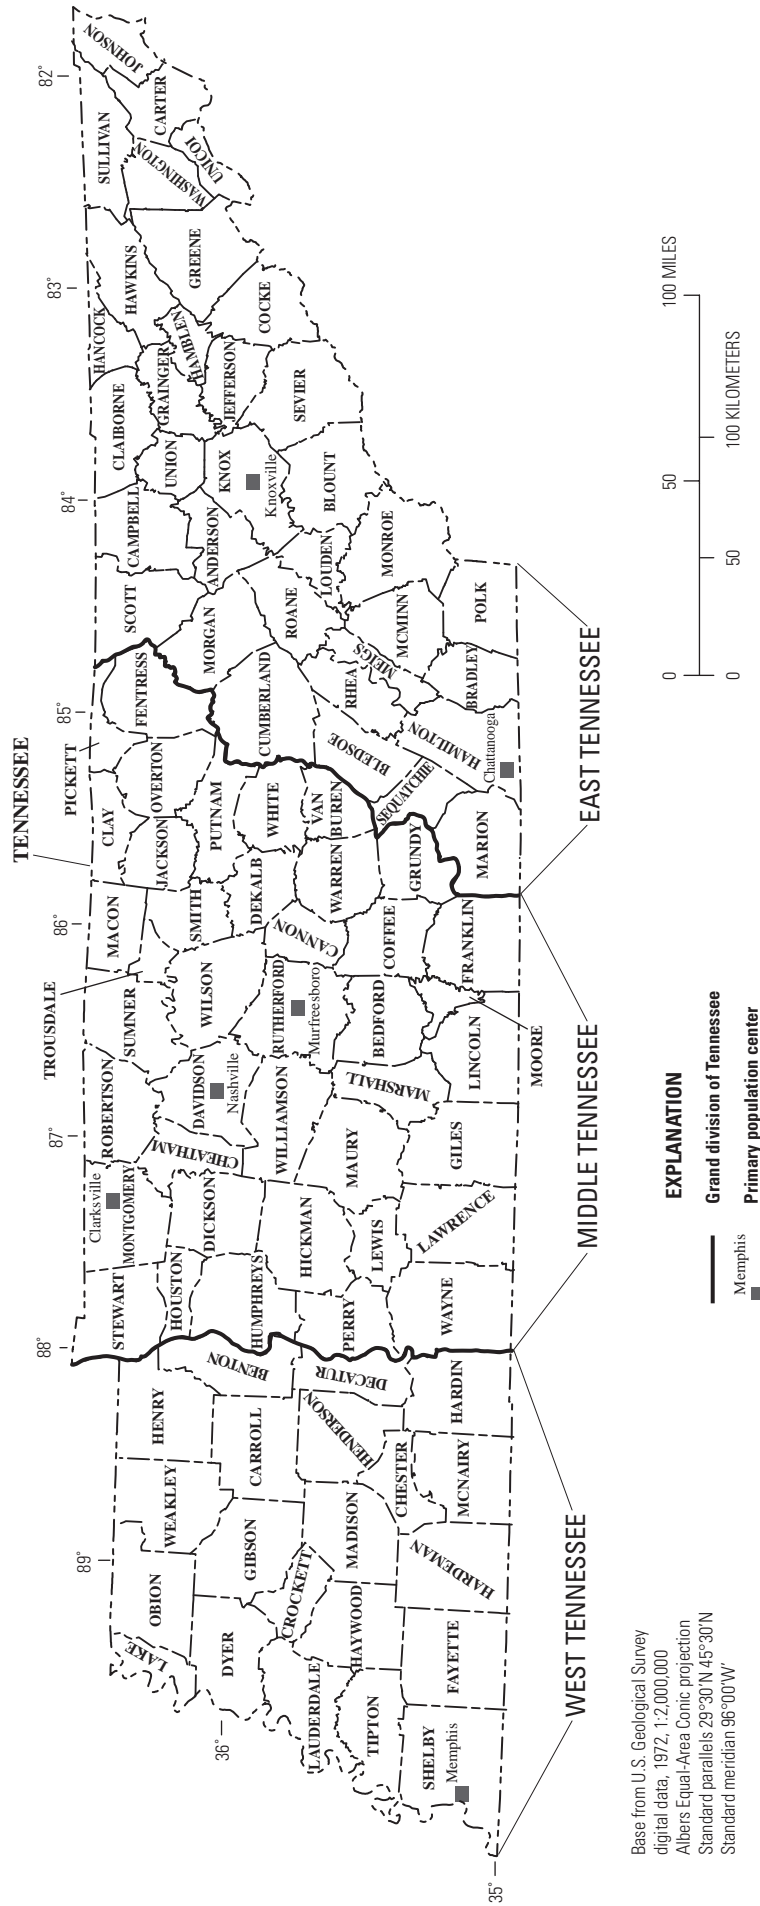 TENNESSEE
89°
88°
87°
86°
85°
84°
83°
82°
36°
35°
TROUSDALE
PICKETT
LAKE
OBION
WEAKLEY
HENRY
STEWART
Clarksville
MONTGOMERY
ROBERTSON
SUMNER
MACON
CLAY
FENTRESS
SCOTT
CAMPBELL
CLAIBORNE
HANCOCK
HAWKINS
SULLIVAN
JOHNSON
DYER
GIBSON
CARROLL
BENTON
HOUSTON
HUMPHREYS
DICKSON
CHEATHAM
DAVIDSON
Nashville
WILSON
SMITH
JACKSON
OVERTON
PUTNAM
MORGAN
ANDERSON
UNION
GRAINGER
HAMBLEN
GREENE
WASHINGTON
CARTER
UNICOI
LAUDERDALE
CROCKETT
HAYWOOD
MADISON
HENDERSON
DECATUR
PERRY
HICKMAN
WILLIAMSON
RUTHERFORD
Murfreesboro
CANNON
DEKALB
WHITE
VAN
BUREN
CUMBERLAND
ROANE
LOUDEN
KNOX
Knoxville
JEFFERSON
COCKE
SEVIER
BLOUNT
TIPTON
CHESTER
LEWIS
MAURY
MARSHALL
BEDFORD
COFFEE
WARREN
GRUNDY
SEQUATCHIE
BLEDSOE
RHEA
MEIGS
MCMINN
MONROE
SHELBY
Memphis
FAYETTE
HARDEMAN
MCNAIRY
HARDIN
WAYNE
LAWRENCE
GILES
LINCOLN
FRANKLIN
MARION
HAMILTON
Chattanooga
BRADLEY
POLK
MOORE
WEST TENNESSEE
MIDDLE TENNESSEE
EAST TENNESSEE
Base from U.S. Geological Survey
digital data, 1972, 1:2,000,000
Albers Equal-Area Conic projection
Standard parallels 29°30'N 45°30'N
Standard meridian 96°00'W'
EXPLANATION
Grand division of Tennessee
Memphis
Primary population center
0 50 100 MILES
0 50 100 KILOMETERS